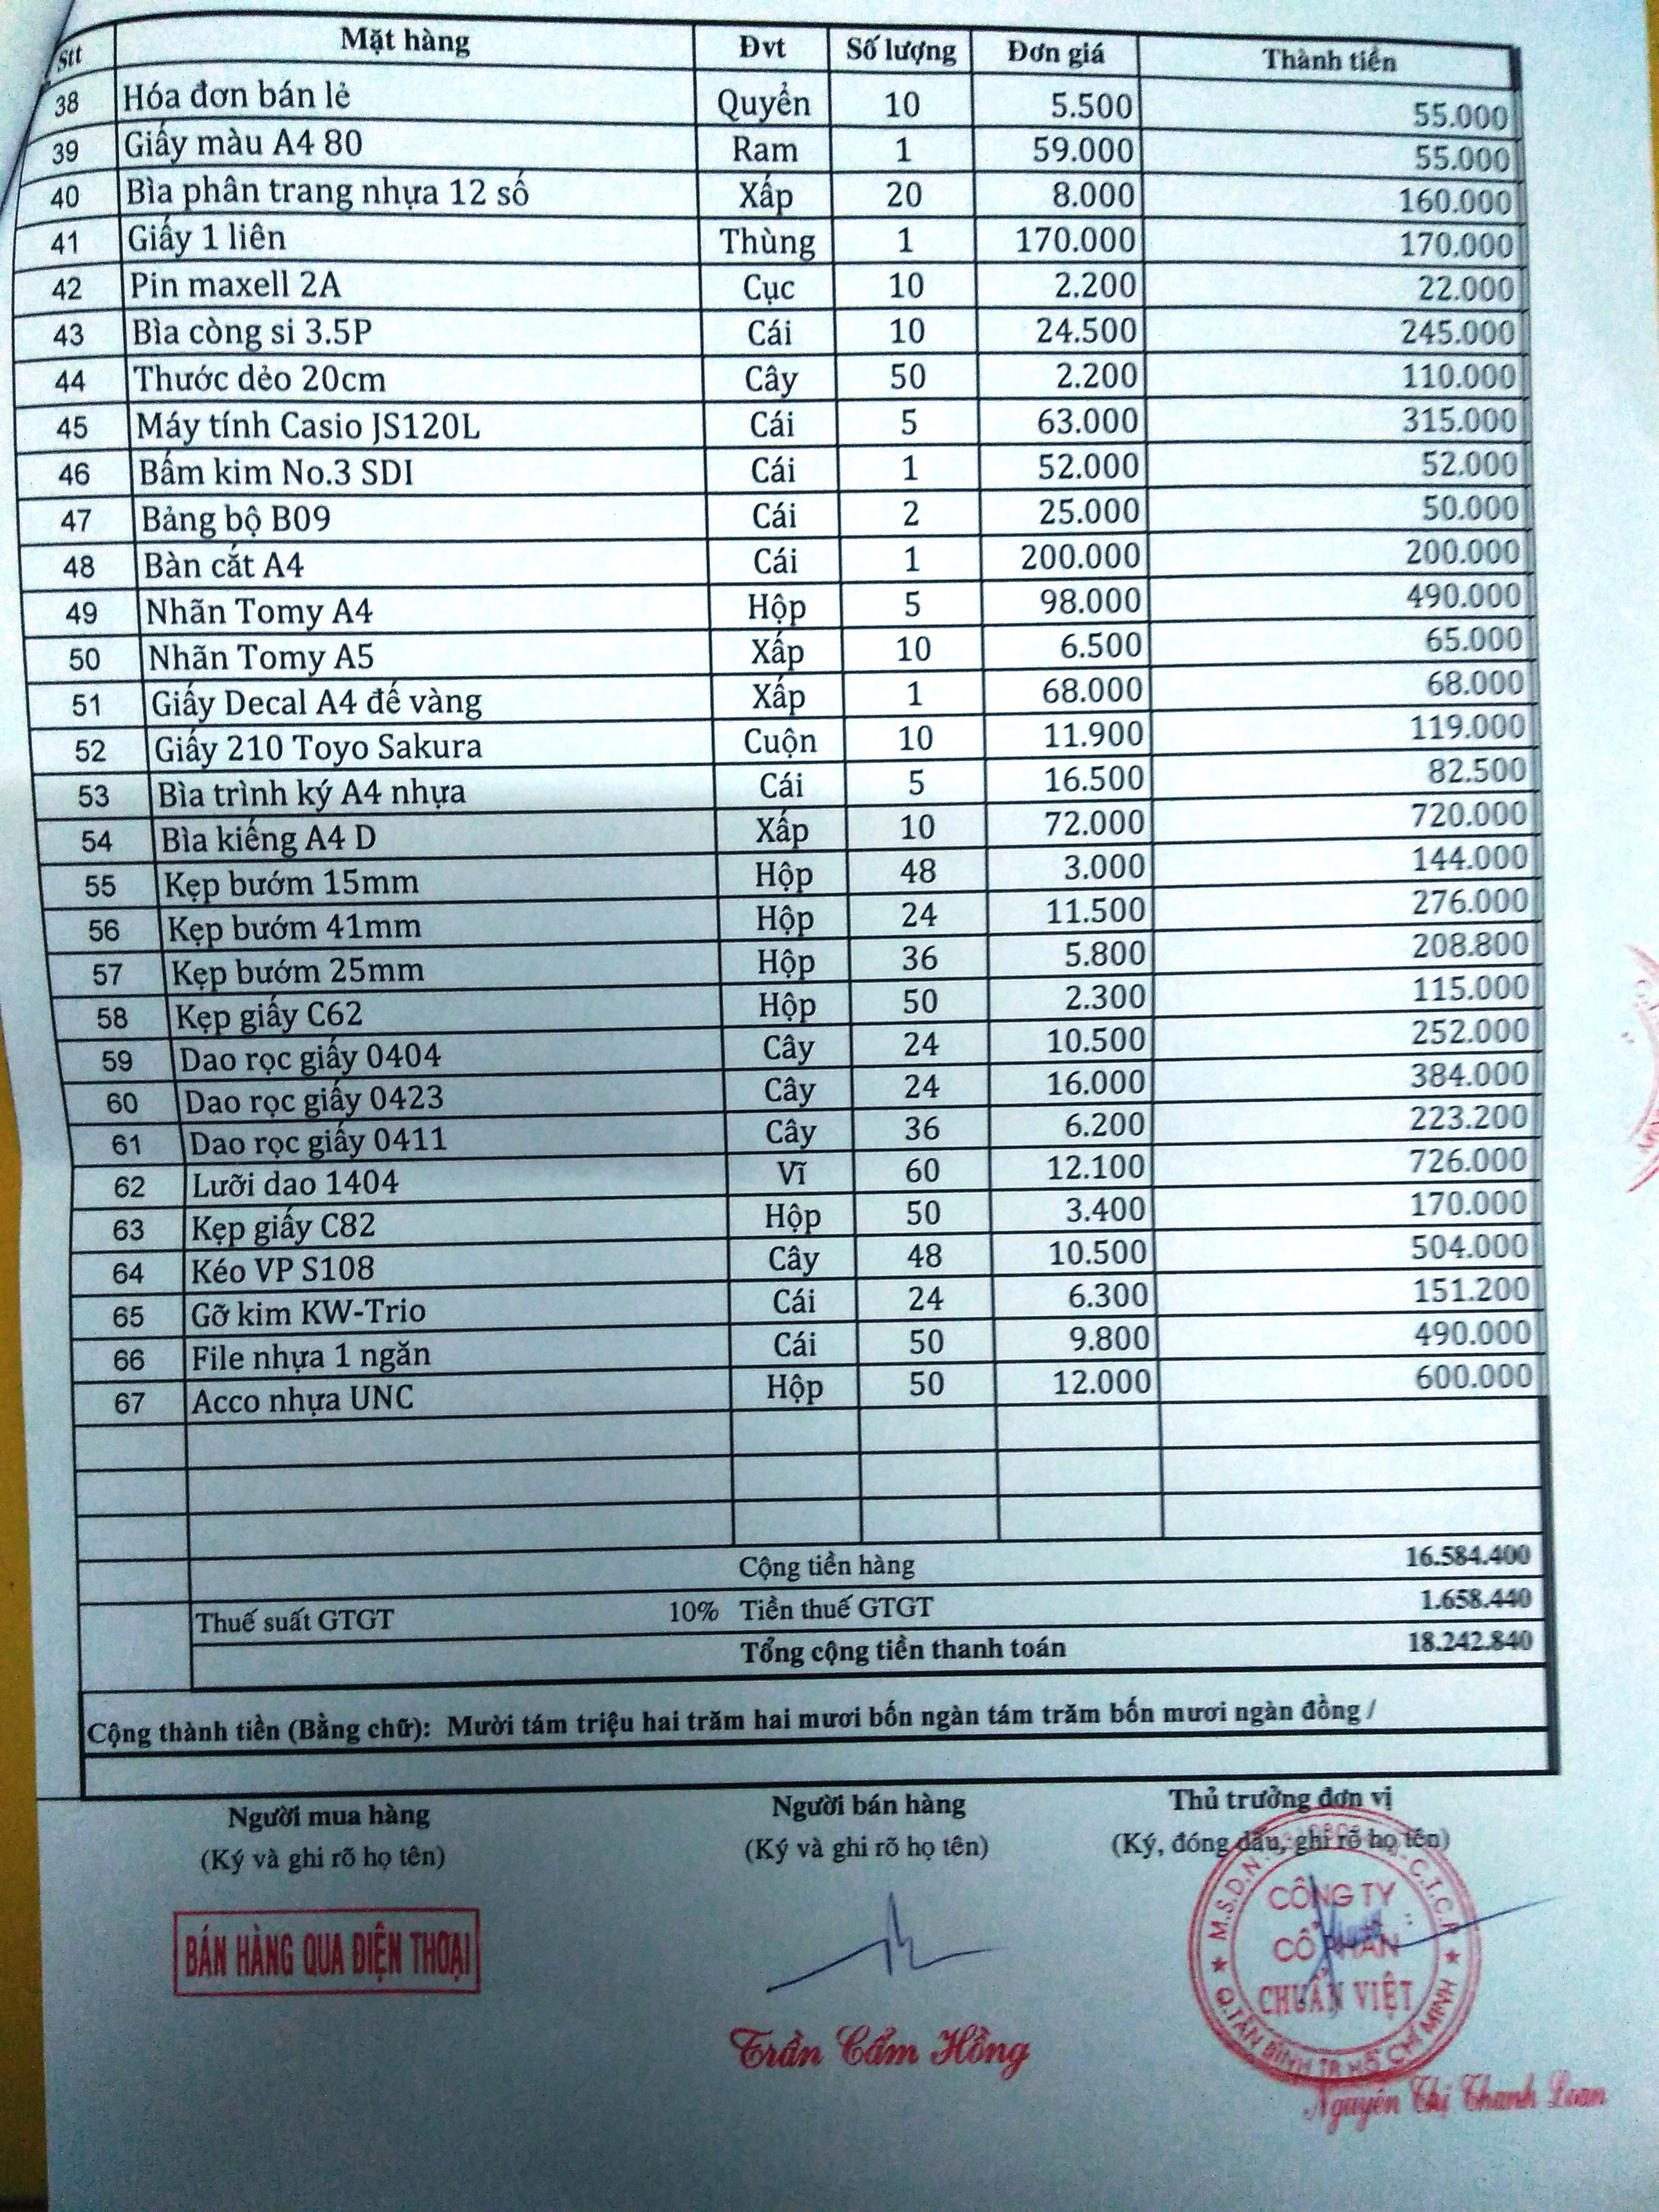 Stt Mặt hàng Đvt Số lượng Đơn giá Thành tiền
38 Hóa đơn bán lẻ Quyển 10 5.500 55.000
39 Giấy màu A4 80 Ram 1 59.000 55.000
40 Bìa phân trang nhựa 12 số Xấp 20 8.000 160.000
41 Giấy 1 liên Thùng 1 170.000 170.000
42 Pin maxell 2A Cục 10 2.200 22.000
43 Bìa còng si 3.5P Cái 10 24.500 245.000
44 Thước dẻo 20cm Cây 50 2.200 110.000
45 Máy tính Casio JS120L Cái 5 63.000 315.000
46 Bấm kim No.3 SDI Cái 1 52.000 52.000
47 Bảng bộ B09 Cái 2 25.000 50.000
48 Bàn cắt A4 Cái 1 200.000 200.000
49 Nhãn Tomy A4 Hộp 5 98.000 490.000
50 Nhãn Tomy A5 Xấp 10 6.500 65.000
51 Giấy Decal A4 đế vàng Xấp 1 68.000 68.000
52 Giấy 210 Toyo Sakura Cuộn 10 11.900 119.000
53 Bìa trình ký A4 nhựa Cái 5 16.500 82.500
54 Bìa kiếng A4 D Xấp 10 72.000 720.000
55 Kẹp bướm 15mm Hộp 48 3.000 144.000
56 Kẹp bướm 41mm Hộp 24 11.500 276.000
57 Kẹp bướm 25mm Hộp 36 5.800 208.800
58 Kẹp giấy C62 Hộp 50 2.300 115.000
59 Dao rọc giấy 0404 Cây 24 10.500 252.000
60 Dao rọc giấy 0423 Cây 24 16.000 384.000
61 Dao rọc giấy 0411 Cây 36 6.200 223.200
62 Lưỡi dao 1404 Vĩ 60 12.100 726.000
63 Kẹp giấy C82 Hộp 50 3.400 170.000
64 Kéo VP S108 Cây 48 10.500 504.000
65 Gỡ kim KW-Trio Cái 24 6.300 151.200
66 File nhựa 1 ngăn Cái 50 9.800 490.000
67 Acco nhựa UNC Hộp 50 12.000 600.000
Cộng tiền hàng 16.584.400
Thuế suất GTGT 10% Tiền thuế GTGT 1.658.440
Tổng cộng tiền thanh toán 18.242.840
Cộng thành tiền (Bằng chữ): Mười tám triệu hai trăm hai mươi bốn ngàn tám trăm bốn mươi ngàn đồng /
Người mua hàng Người bán hàng Thủ trưởng đơn vị
(Ký và ghi rõ họ tên) (Ký và ghi rõ họ tên) (Ký, đóng dấu, ghi rõ họ tên)
BÁN HÀNG QUA ĐIỆN THOẠI
M.S.D.N: C.T.C.P
CÔNG TY
CỔ PHẦN
CHUẨN VIỆT
Q.TÂN BÌNH TP. HỒ CHÍ MINH
Trần Cẩm Hồng
Nguyễn Thị Thanh Loan